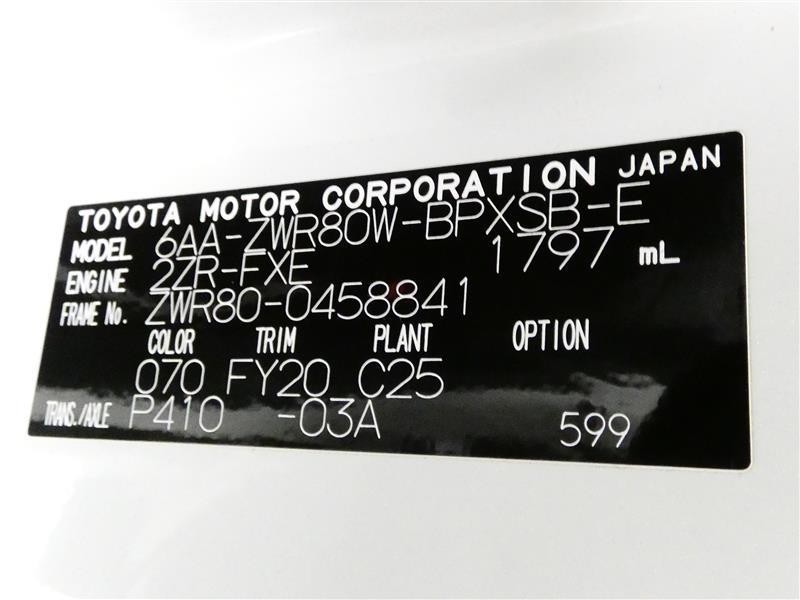 TOYOTA MOTOR CORPORATION JAPAN
MODEL 6AA-ZWR80W-BPXSB-E
ENGINE 2ZR-FXE 1797 mL
FRAME No. ZWR80-0458841
COLOR TRIM PLANT OPTION
070 FY20 C25
TRANS./AXLE P410 -03A 599